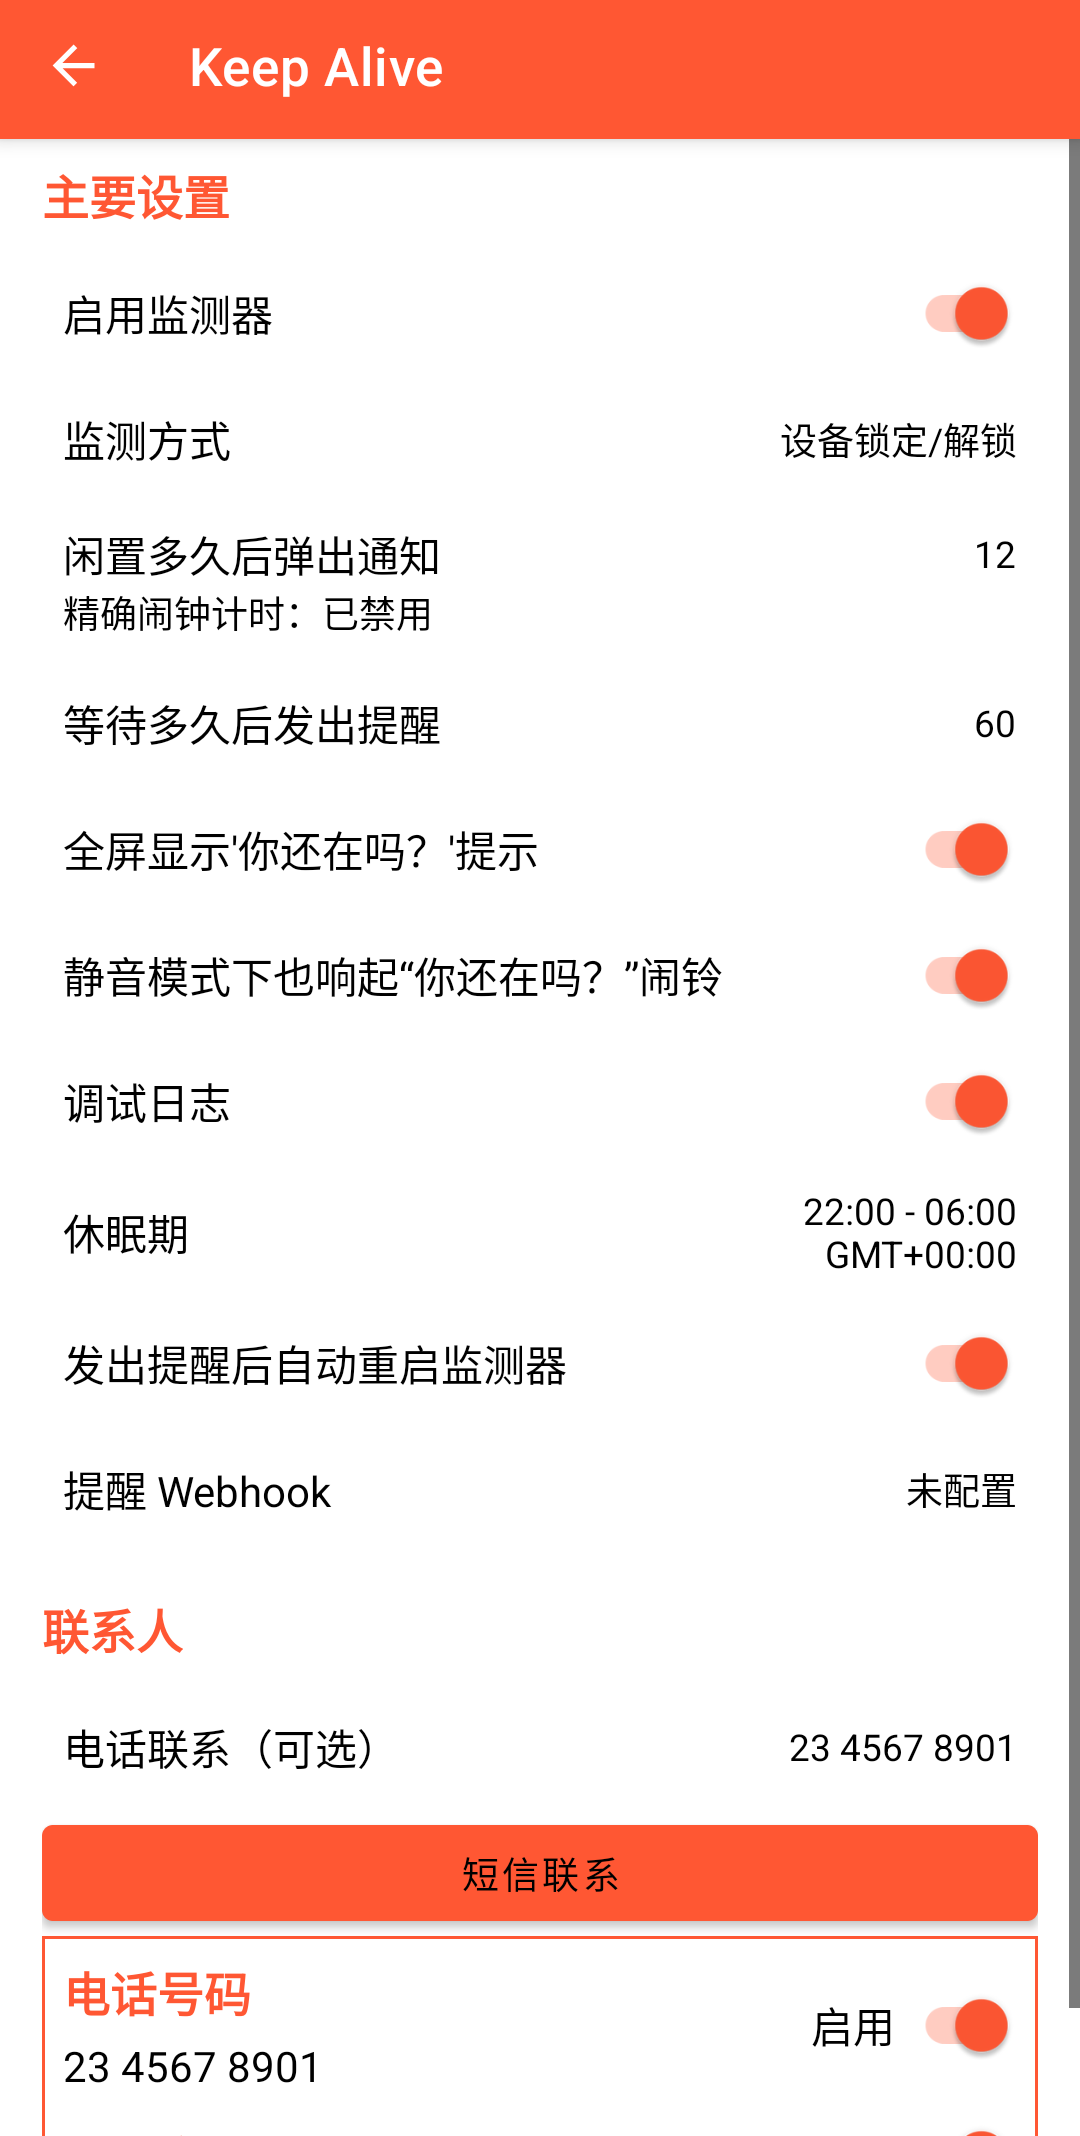 Keep Alive
主要设置
启用监测器
监测方式
设备锁定/解锁
闲置多久后弹出通知
12
精确闹钟计时：已禁用
等待多久后发出提醒
60
全屏显示'你还在吗？'提示
静音模式下也响起“你还在吗？”闹铃
调试日志
休眠期
22:00 - 06:00
GMT+00:00
发出提醒后自动重启监测器
提醒 Webhook
未配置
联系人
电话联系（可选）
23 4567 8901
短信联系
电话号码
启用
23 4567 8901